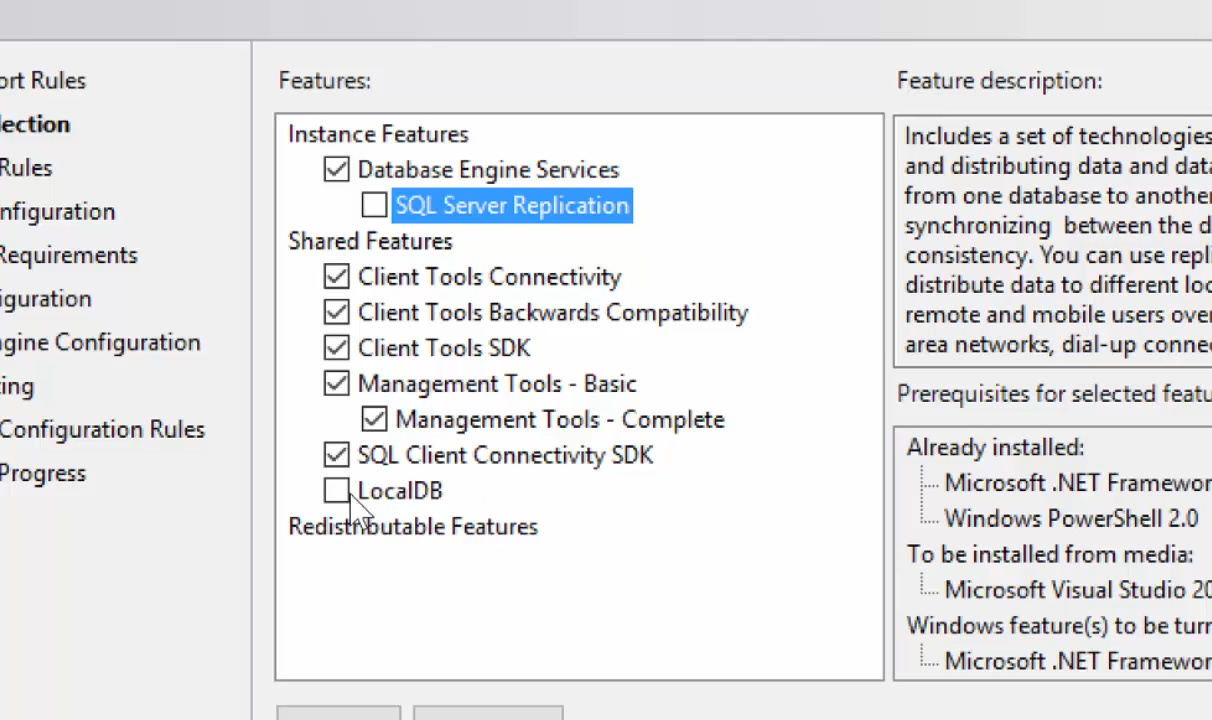 ort Rules
lection
Rules
nfiguration
Requirements
iguration
ngine Configuration
ting
Configuration Rules
Progress
Features:
Instance Features
Database Engine Services
SQL Server Replication
Shared Features
Client Tools Connectivity
Client Tools Backwards Compatibility
Client Tools SDK
Management Tools - Basic
Management Tools - Complete
SQL Client Connectivity SDK
LocalDB
Redistributable Features
Feature description:
Includes a set of technologies
and distributing data and data
from one database to another
synchronizing between the d
consistency. You can use repli
distribute data to different loc
remote and mobile users over
area networks, dial-up connec
Prerequisites for selected featu
Already installed:
Microsoft .NET Framewor
Windows PowerShell 2.0
To be installed from media:
Microsoft Visual Studio 20
Windows feature(s) to be turr
Microsoft .NET Framewor